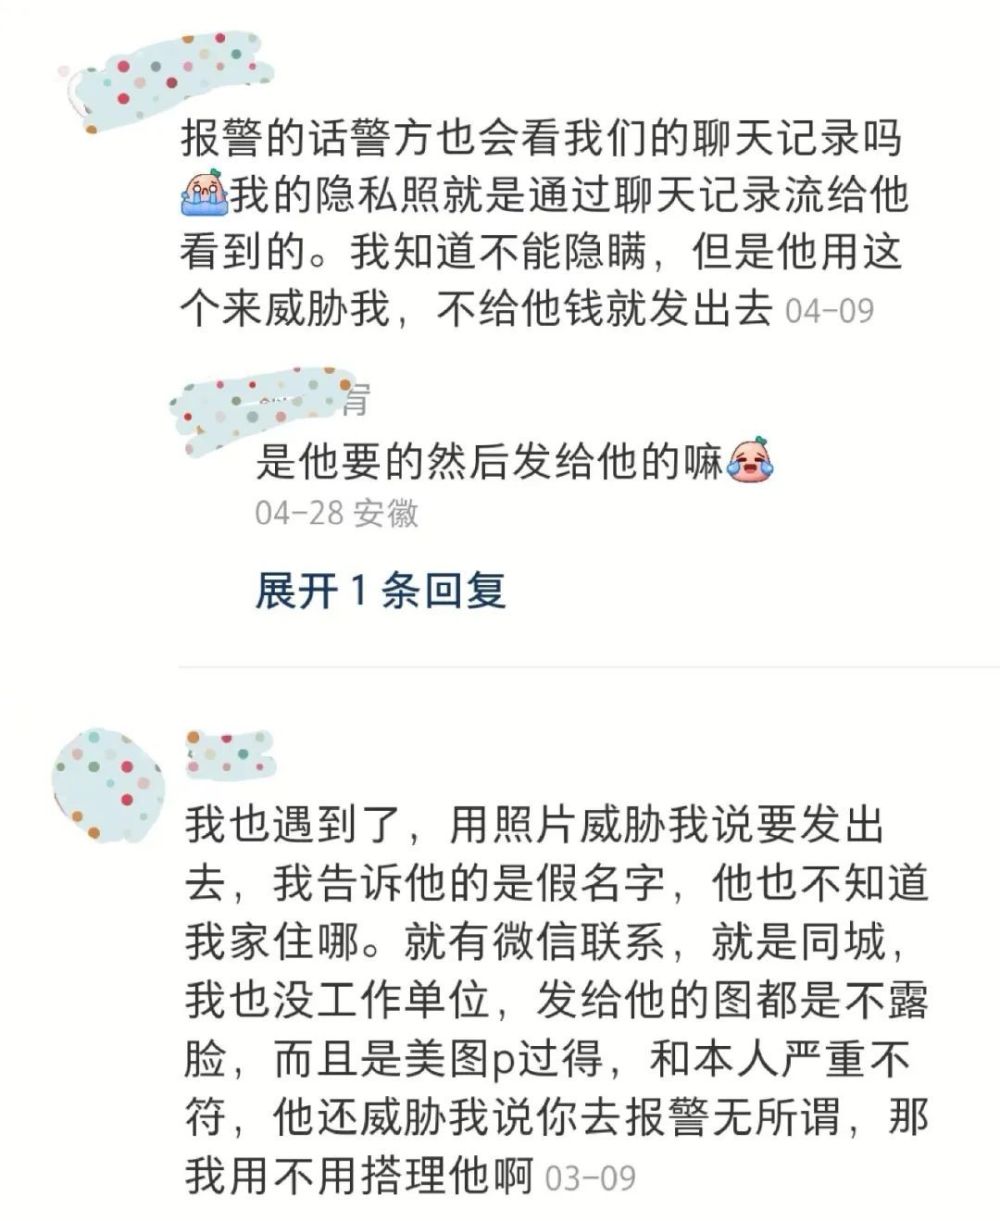 报警的话警方也会看我们的聊天记录吗
我的隐私照就是通过聊天记录流给他
看到的。我知道不能隐瞒，但是他用这
个来威胁我，不给他钱就发出去 04-09
是他要的然后发给他的嘛
04-28 安徽
展开 1 条回复
我也遇到了，用照片威胁我说要发出
去，我告诉他的是假名字，他也不知道
我家住哪。就有微信联系，就是同城，
我也没工作单位，发给他的图都是不露
脸，而且是美图p过得，和本人严重不
符，他还威胁我说你去报警无所谓，那
我用不用搭理他啊 03-09